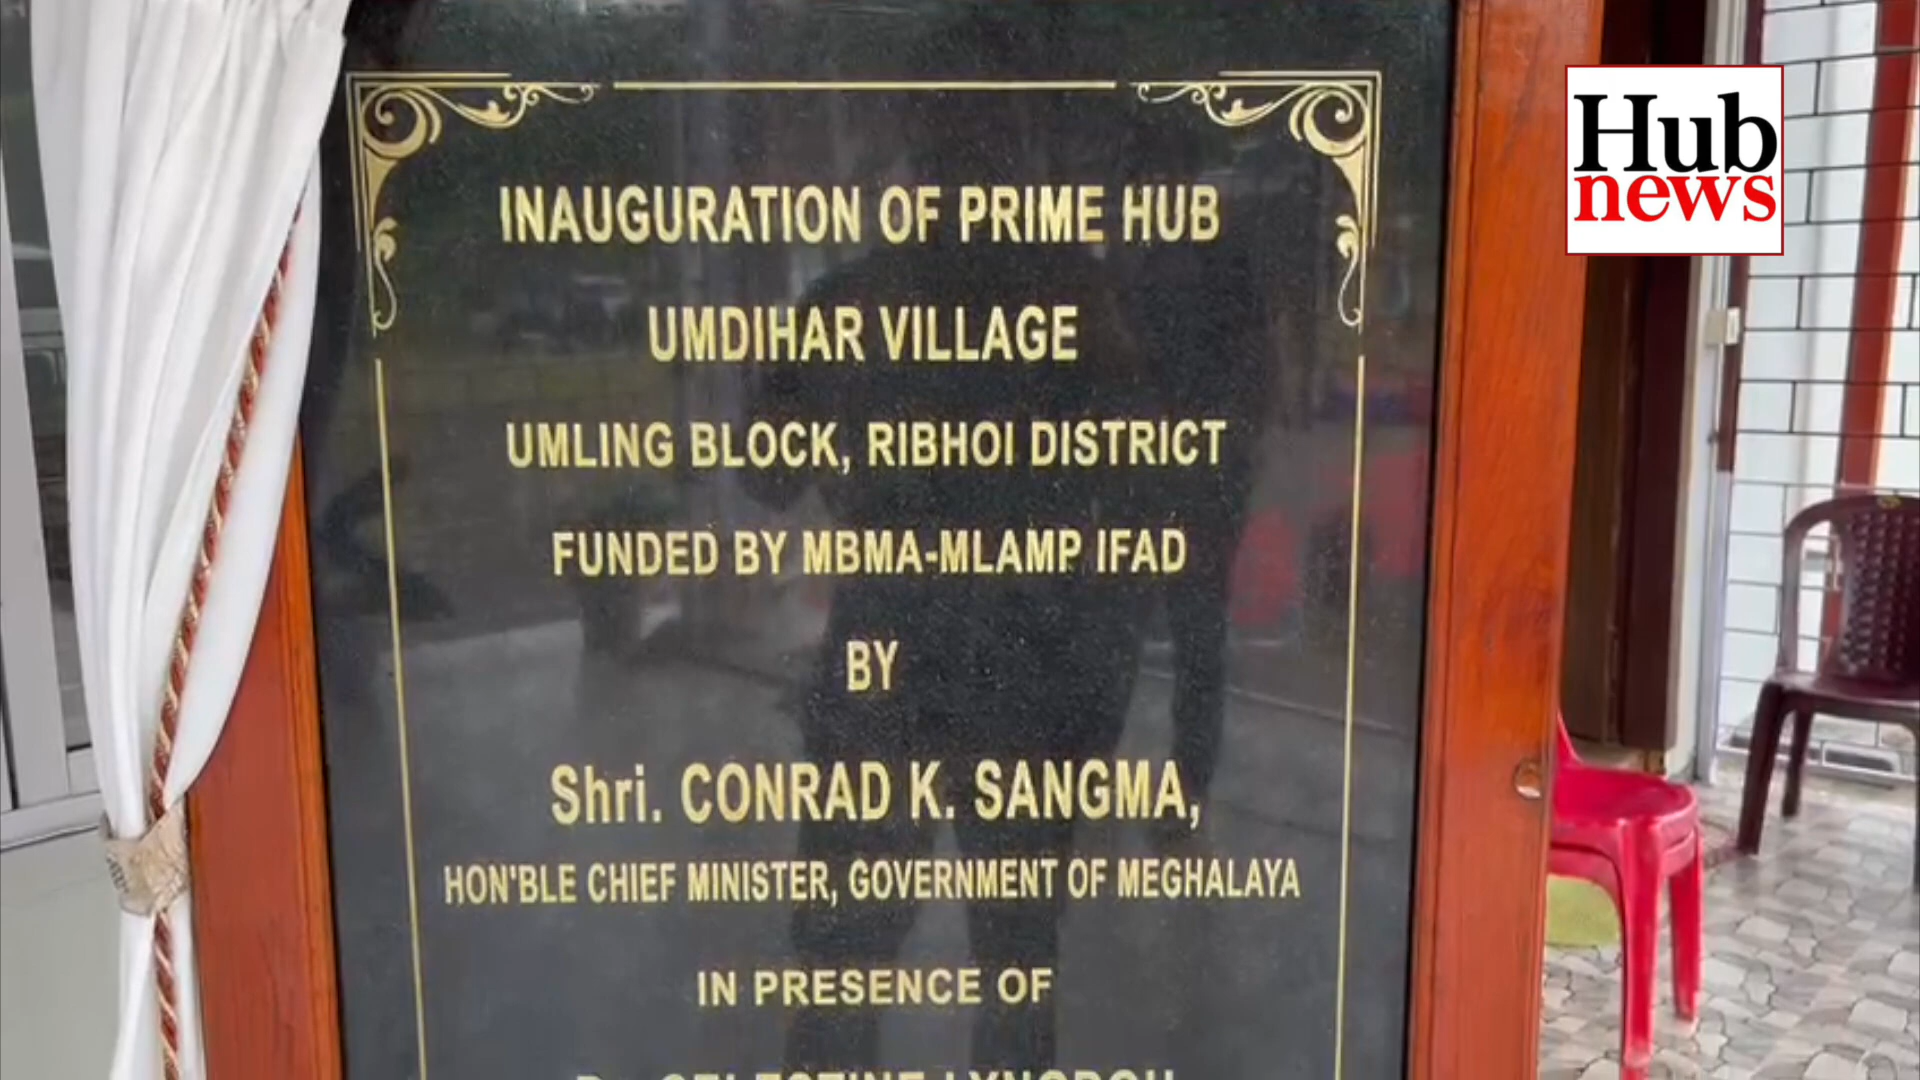 Hub
news
INAUGURATION OF PRIME HUB
UMDIHAR VILLAGE
UMLING BLOCK, RIBHOI DISTRICT
FUNDED BY MBMA-MLAMP IFAD
BY
Shri. CONRAD K. SANGMA,
HON'BLE CHIEF MINISTER, GOVERNMENT OF MEGHALAYA
IN PRESENCE OF